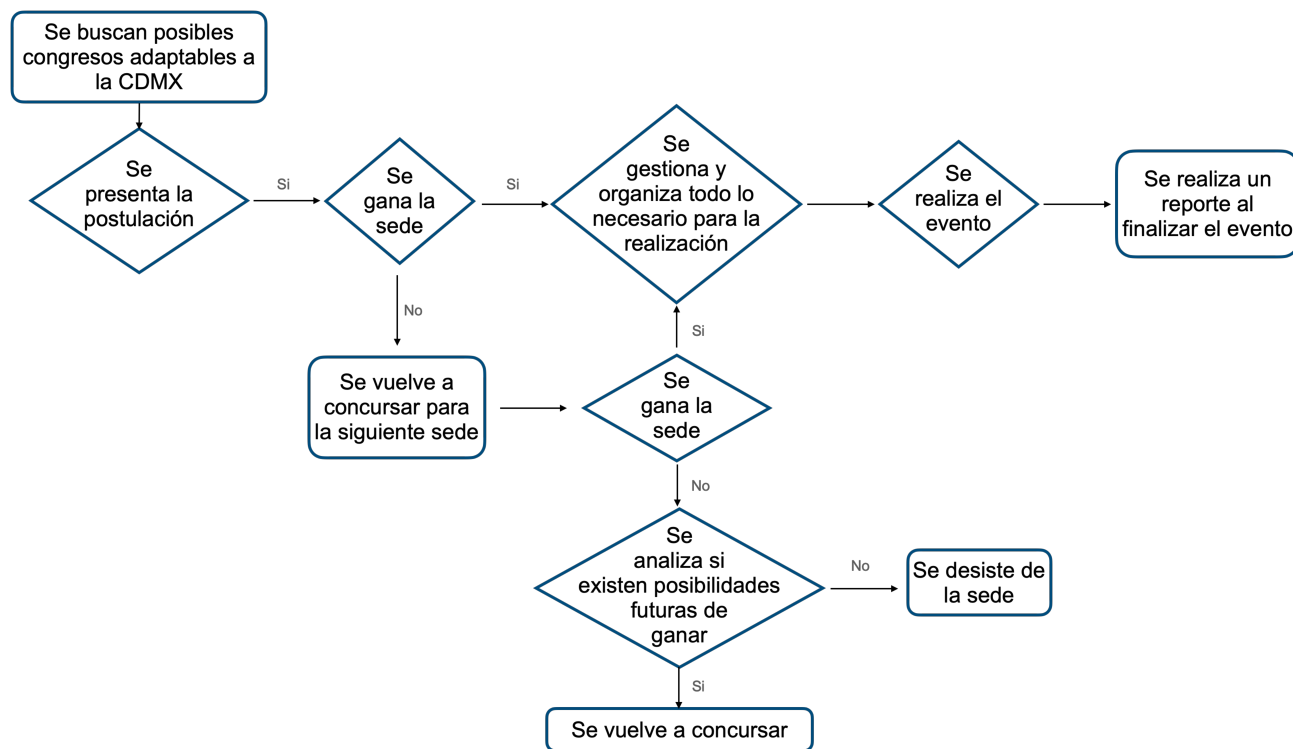 Se buscan posibles
congresos adaptables a
la CDMX
Se
presenta la
postulación
Si
Se
gana la
sede
Si
Se
gestiona y
organiza todo lo
necesario para la
realización
Se
realiza el
evento
Se realiza un
reporte al
finalizar el evento
No
Si
Se vuelve a
concursar para
la siguiente sede
Se
gana la
sede
No
Se
analiza si
existen posibilidades
futuras de
ganar
No
Se desiste de
la sede
Si
Se vuelve a concursar